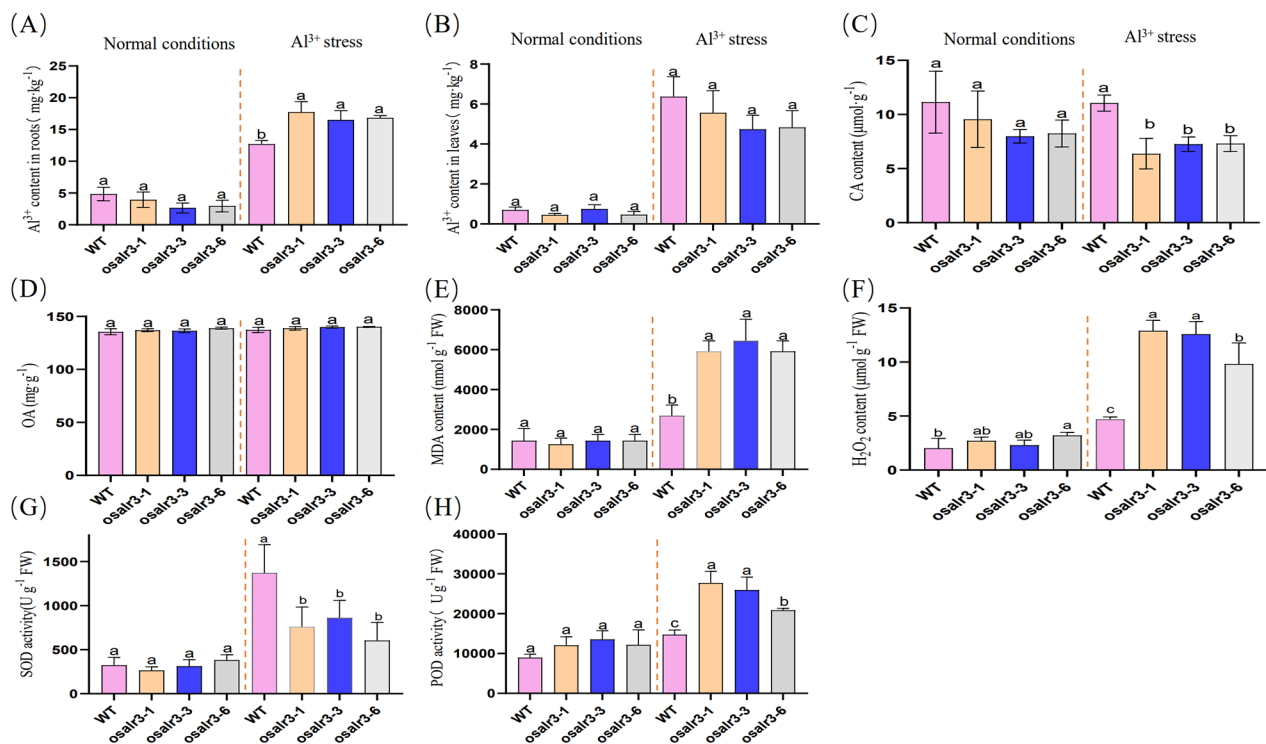 (A)
Normal conditions
Al³⁺ stress
Al³⁺ content in roots( mg·kg⁻¹)
25
20
15
10
5
0
a
a
a
a
b
a
a
a
WT
osalr3-1
osalr3-3
osalr3-6
WT
osalr3-1
osalr3-3
osalr3-6
(B)
Normal conditions
Al³⁺ stress
Al³⁺ content in leaves( mg·kg⁻¹)
8
6
4
2
0
a
a
a
a
a
a
a
a
WT
osalr3-1
osalr3-3
osalr3-6
WT
osalr3-1
osalr3-3
osalr3-6
(C)
Normal conditions
Al³⁺ stress
CA content (μmol·g⁻¹)
15
10
5
0
a
a
a
a
a
b
b
b
WT
osalr3-1
osalr3-3
osalr3-6
WT
osalr3-1
osalr3-3
osalr3-6
(D)
OA (mg·g⁻¹)
150
100
50
0
a
a
a
a
a
a
a
a
WT
osalr3-1
osalr3-3
osalr3-6
WT
osalr3-1
osalr3-3
osalr3-6
(E)
MDA content (nmol g⁻¹ FW)
8000
6000
4000
2000
0
a
a
a
a
b
a
a
a
WT
osalr3-1
osalr3-3
osalr3-6
WT
osalr3-1
osalr3-3
osalr3-6
(F)
H₂O₂ content (μmol g⁻¹ FW)
15
10
5
0
b
ab
ab
a
c
a
a
b
WT
osalr3-1
osalr3-3
osalr3-6
WT
osalr3-1
osalr3-3
osalr3-6
(G)
SOD activity(U g⁻¹ FW)
1500
1000
500
0
a
a
a
a
a
b
b
b
WT
osalr3-1
osalr3-3
osalr3-6
WT
osalr3-1
osalr3-3
osalr3-6
(H)
POD activity( U g⁻¹ FW)
40000
30000
20000
10000
0
a
a
a
a
c
a
a
b
WT
osalr3-1
osalr3-3
osalr3-6
WT
osalr3-1
osalr3-3
osalr3-6